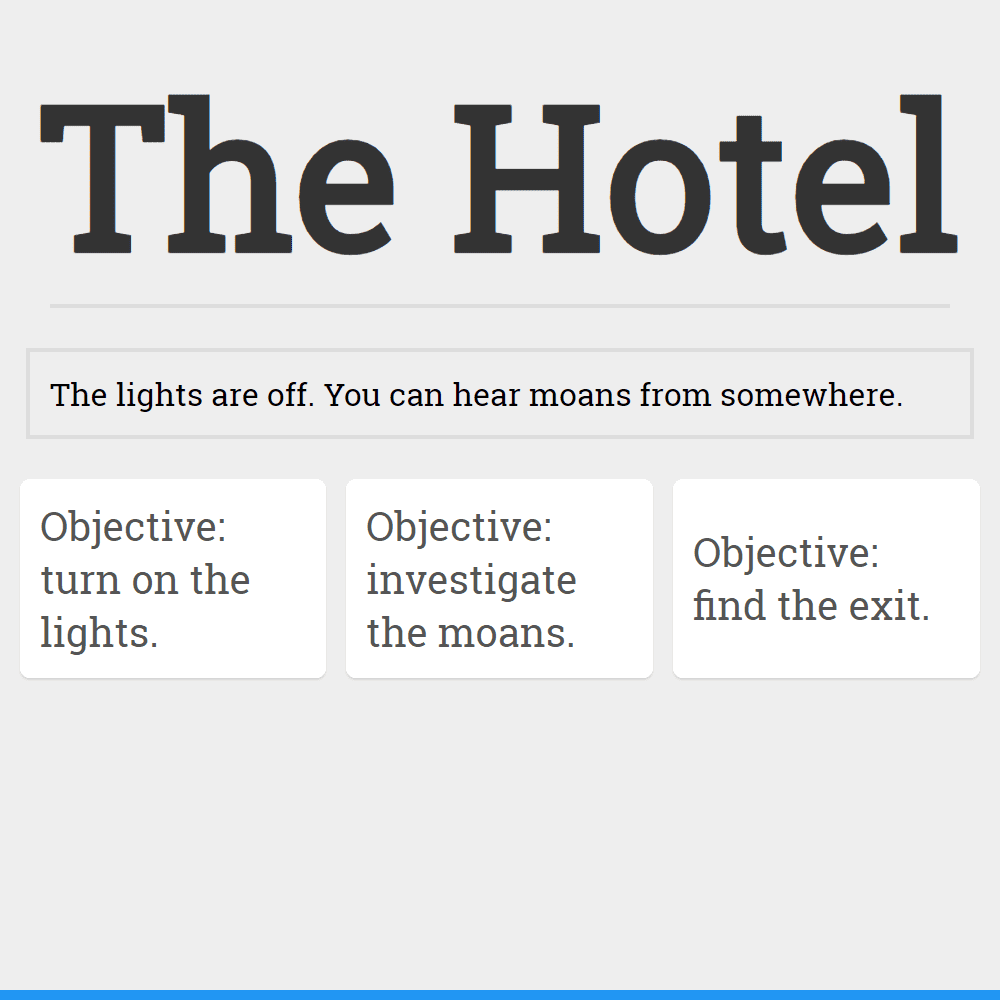 The Hotel
The lights are off. You can hear moans from somewhere.
Objective:
turn on the
lights.
Objective:
investigate
the moans.
Objective:
find the exit.